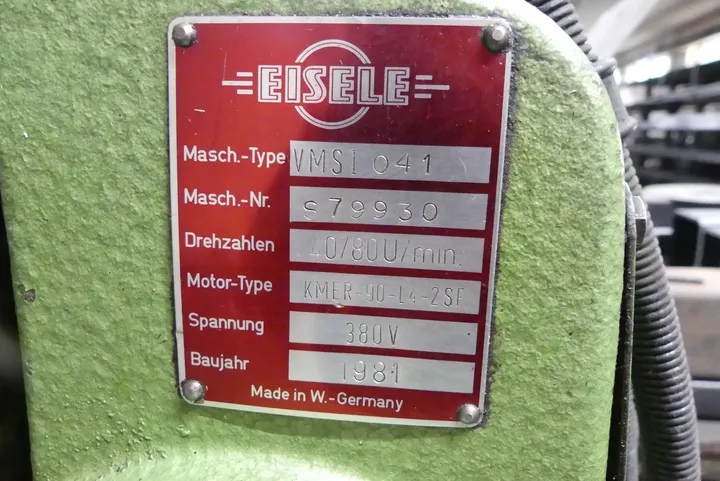 EISELE
Masch.-Type VMSI 041
Masch.-Nr. S79930
Drehzahlen 40/80U/min.
Motor-Type KMER-90-L4-2SF
Spannung 380V
Baujahr 1981
Made in W.-Germany